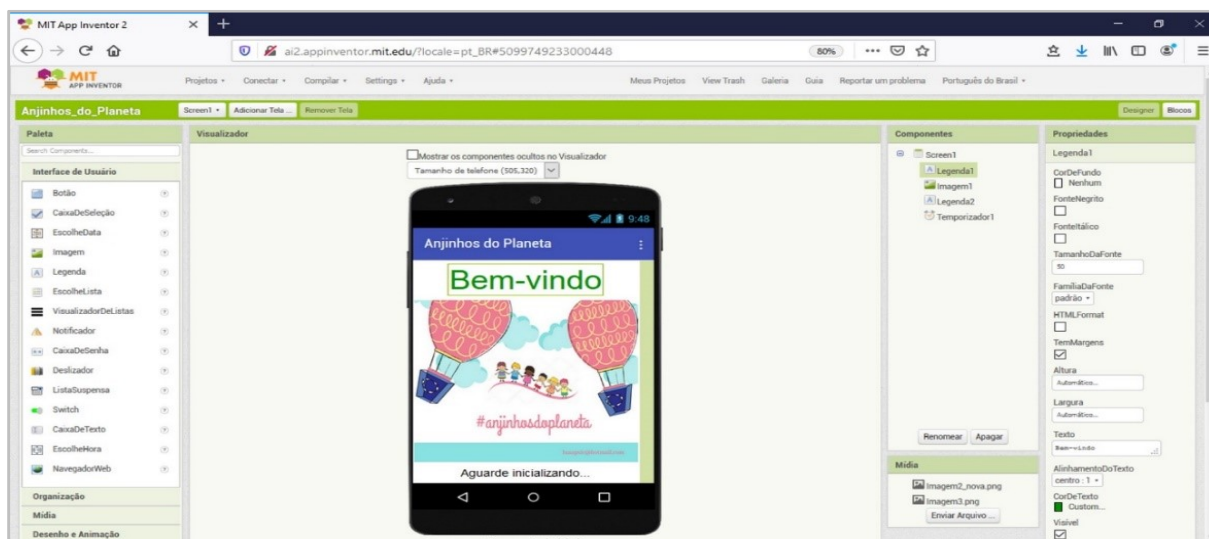 MIT App Inventor 2
ai2.appinventor.mit.edu/?locale=pt_BR#5099749233000448
80%
MIT
APP INVENTOR
Projetos
Conectar
Compilar
Settings
Ajuda
Meus Projetos
View Trash
Galeria
Guia
Reportar um problema
Português do Brasil
Anjinhos_do_Planeta
Screen1
Adicionar Tela ...
Remover Tela
Designer
Blocos
Paleta
Search Components...
Interface de Usuário
Botão
CaixaDeSeleção
EscolheData
Imagem
Legenda
EscolheLista
VisualizadorDeListas
Notificador
CaixaDeSenha
Deslizador
ListaSuspensa
Switch
CaixaDeTexto
EscolheHora
NavegadorWeb
Organização
Mídia
Desenho e Animação
Visualizador
Mostrar os componentes ocultos no Visualizador
Tamanho de telefone (505,320)
9:48
Anjinhos do Planeta
Bem-vindo
#anjinhosdoplaneta
Aguarde inicializando...
Componentes
Screen1
Legenda1
Imagem1
Legenda2
Temporizador1
Renomear
Apagar
Mídia
Imagem2_nova.png
Imagem3.png
Enviar Arquivo ...
Propriedades
Legenda1
CorDeFundo
Nenhum
FonteNegrito
FonteItálico
TamanhoDaFonte
50
FamíliaDaFonte
padrão
HTMLFormat
TemMargens
Altura
Automático...
Largura
Automático...
Texto
Bem-vindo
AlinhamentoDoTexto
centro : 1
CorDeTexto
Custom...
Visível